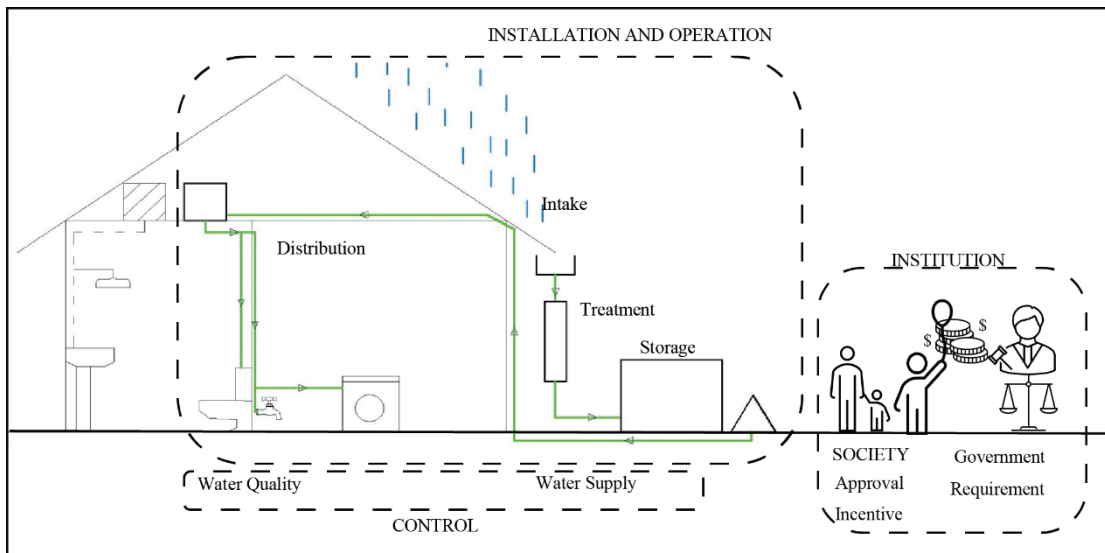 INSTALLATION AND OPERATION
Intake
Distribution
INSTITUTION
Treatment
$
$
Storage
Water Quality
Water Supply
CONTROL
SOCIETY
Approval
Incentive
Government
Requirement